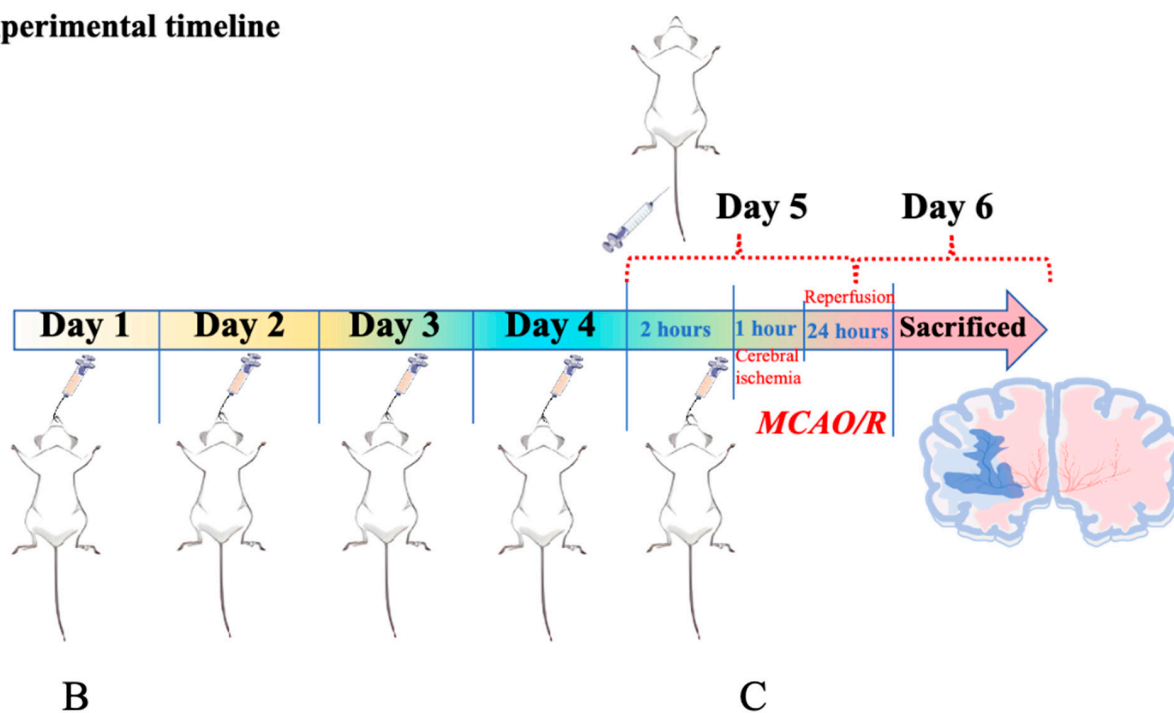 perimental timeline
Day 5
Day 6
Reperfusion
Day 1
Day 2
Day 3
Day 4
2 hours
1 hour
24 hours
Sacrificed
Cerebral
ischemia
MCAO/R
B
C